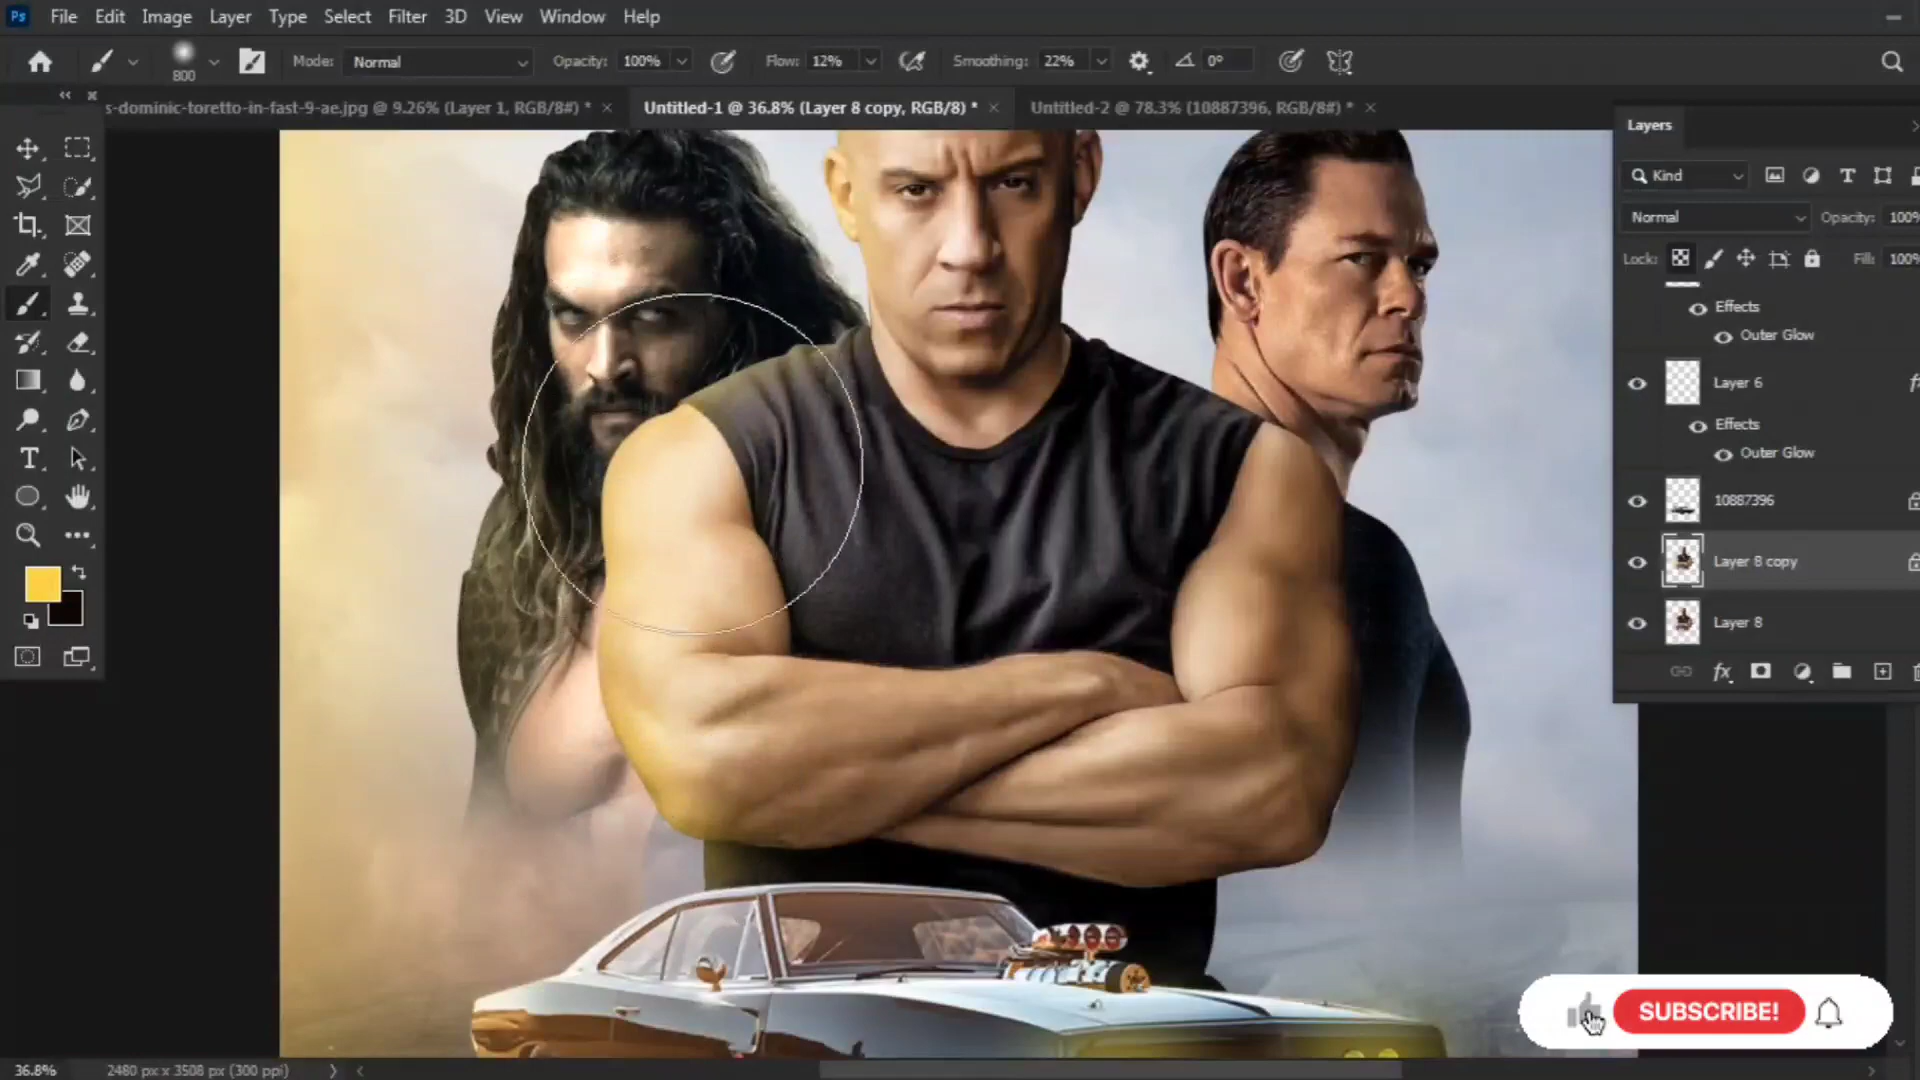 Ps File Edit Image Layer Type Select Filter 3D View Window Help
800 Mode: Normal Opacity: 100% Flow: 12% Smoothing: 22% 0°
s-dominic-toretto-in-fast-9-ae.jpg @ 9.26% (Layer 1, RGB/8#) * Untitled-1 @ 36.8% (Layer 8 copy, RGB/8) * Untitled-2 @ 78.3% (10887396, RGB/8#) *
Layers
Kind
Normal Opacity: 100%
Lock: Fill: 100%
Effects
Outer Glow
Layer 6 fx
Effects
Outer Glow
10887396
Layer 8 copy
Layer 8
fx
SUBSCRIBE!
36.8% 2480 px x 3508 px (300 ppi)